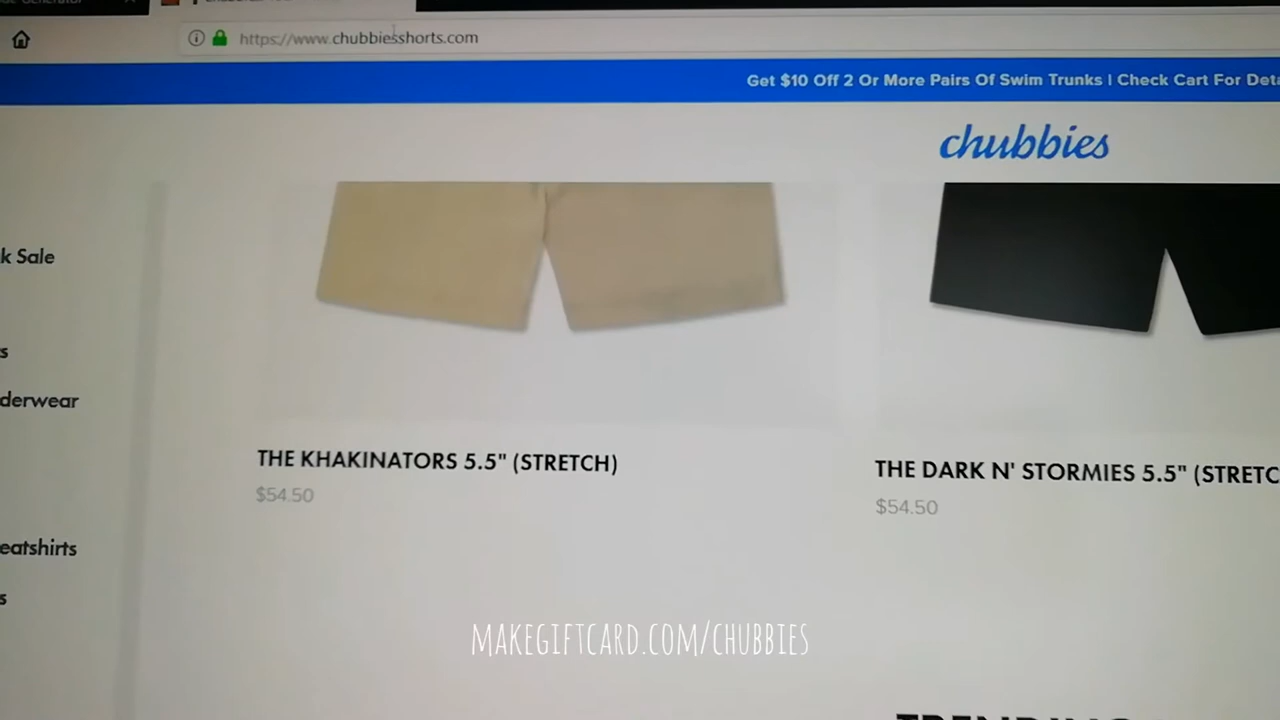 https://www.chubbiesshorts.com
Get $10 Off 2 Or More Pairs Of Swim Trunks | Check Cart For
chubbies
k Sale
derwear
eatshirts
s
THE KHAKINATORS 5.5" (STRETCH)
$54.50
THE DARK N' STORMIES 5.5" (STRETC
$54.50
MAKEGIFTCARD.COM/CHUBBIES